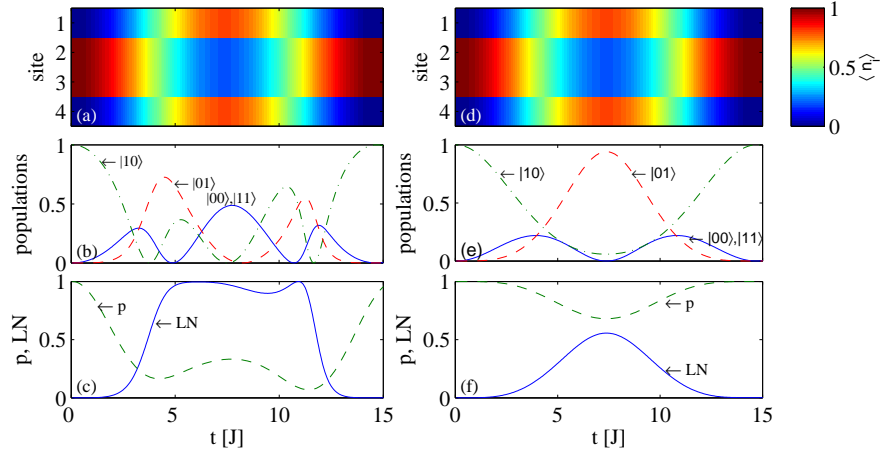 site
1
2
3
4
(a)
site
1
2
3
4
(d)
1
0.5
0
⟨ n_i ⟩
populations
1
0.5
0
←|10⟩
←|01⟩
|00⟩,|11⟩
(b)
populations
1
0.5
0
←|10⟩
|01⟩→
←|00⟩,|11⟩
(e)
p, LN
1
0.5
0
←p
←LN
(c)
0 5 10 15
t [J]
p, LN
1
0.5
0
←p
←LN
(f)
0 5 10 15
t [J]